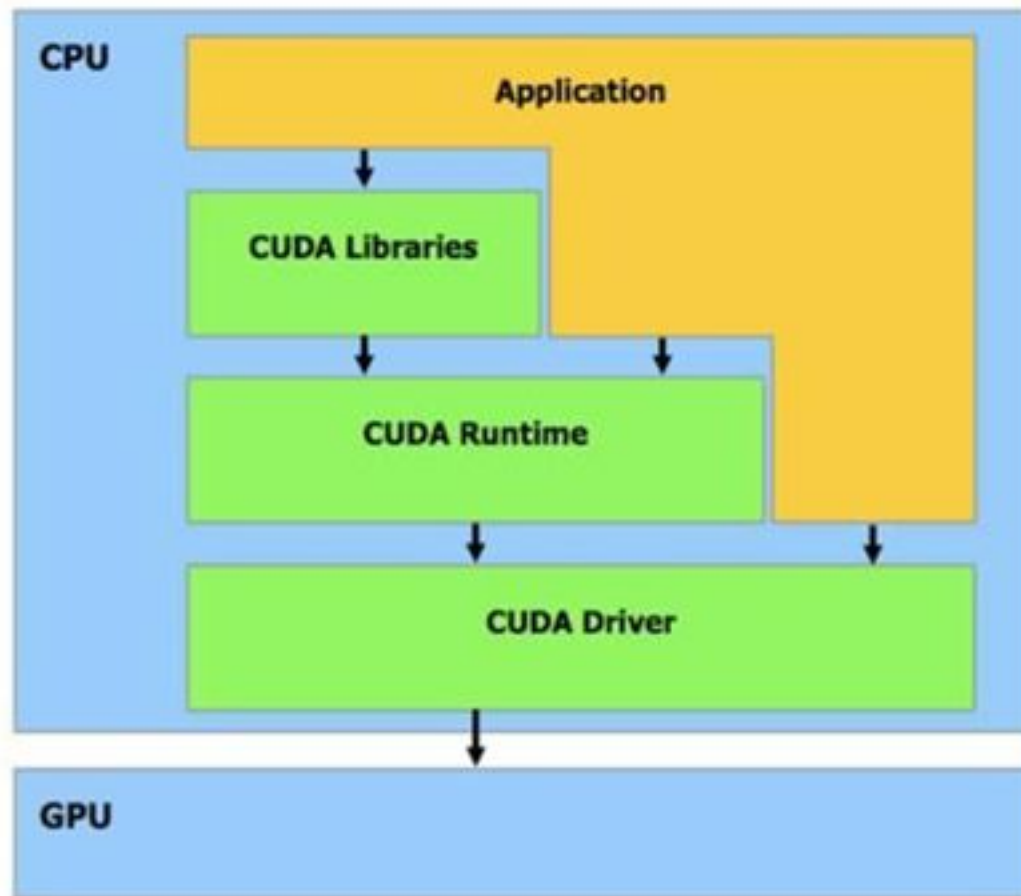 CPU
Application
CUDA Libraries
CUDA Runtime
CUDA Driver
GPU